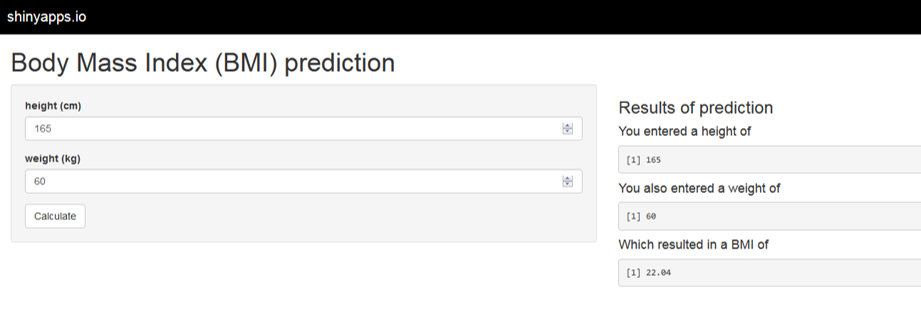 shinyapps.io
Body Mass Index (BMI) prediction
height (cm)
165
weight (kg)
60
Calculate
Results of prediction
You entered a height of
[1] 165
You also entered a weight of
[1] 60
Which resulted in a BMI of
[1] 22.04